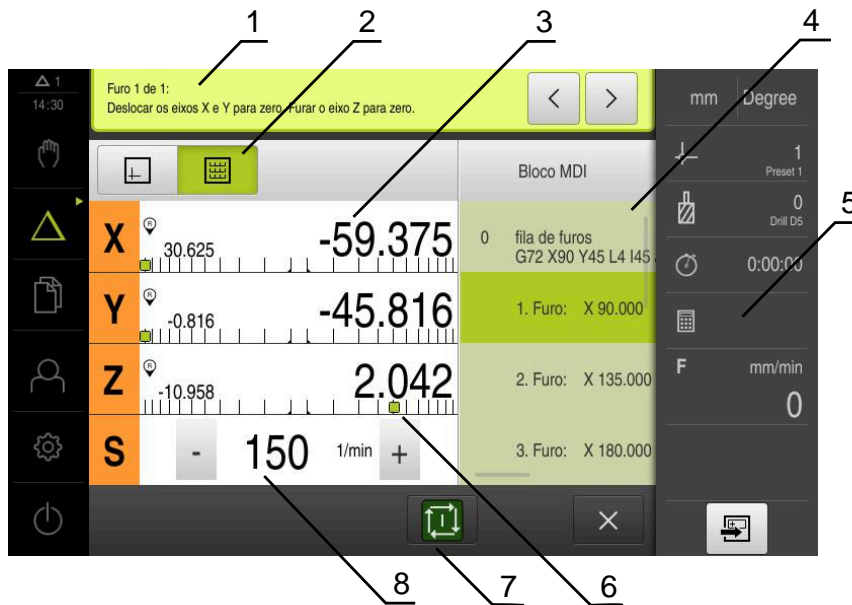 1 2 3 4
△ 1
14:30
Furo 1 de 1:
Deslocar os eixos X e Y para zero. Furar o eixo Z para zero.
< >
mm Degree
Bloco MDI
1
Preset 1
0
Drill D5
5
0:00:00
X R 30.625 -59.375
0 fila de furos
G72 X90 Y45 L4 I45
Y R -0.816 -45.816
1. Furo: X 90.000
Z R -10.958 2.042
2. Furo: X 135.000
F mm/min
0
S - 150 1/min +
3. Furo: X 180.000
8 7 6